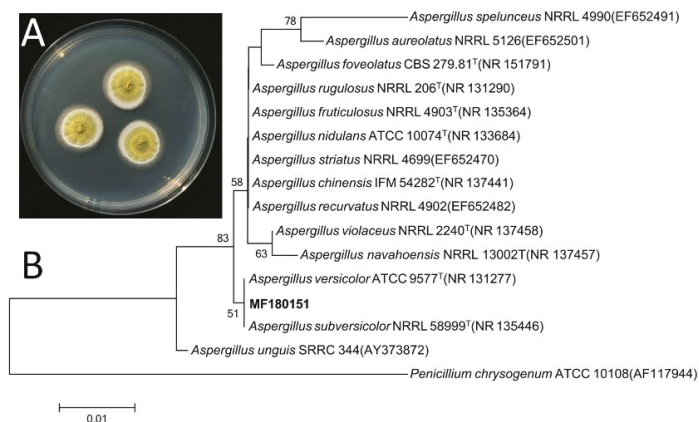 A
78
Aspergillus spelunceus NRRL 4990(EF652491)
Aspergillus aureolatus NRRL 5126(EF652501)
Aspergillus foveolatus CBS 279.81ᵀ(NR 151791)
Aspergillus rugulosus NRRL 206ᵀ(NR 131290)
Aspergillus fruticulosus NRRL 4903ᵀ(NR 135364)
Aspergillus nidulans ATCC 10074ᵀ(NR 133684)
Aspergillus striatus NRRL 4699(EF652470)
58
Aspergillus chinensis IFM 54282ᵀ(NR 137441)
Aspergillus recurvatus NRRL 4902(EF652482)
Aspergillus violaceus NRRL 2240ᵀ(NR 137458)
83
63
Aspergillus navahoensis NRRL 13002T(NR 137457)
B
Aspergillus versicolor ATCC 9577ᵀ(NR 131277)
MF180151
51
Aspergillus subversicolor NRRL 58999ᵀ(NR 135446)
Aspergillus unguis SRRC 344(AY373872)
Penicillium chrysogenum ATCC 10108(AF117944)
0.01